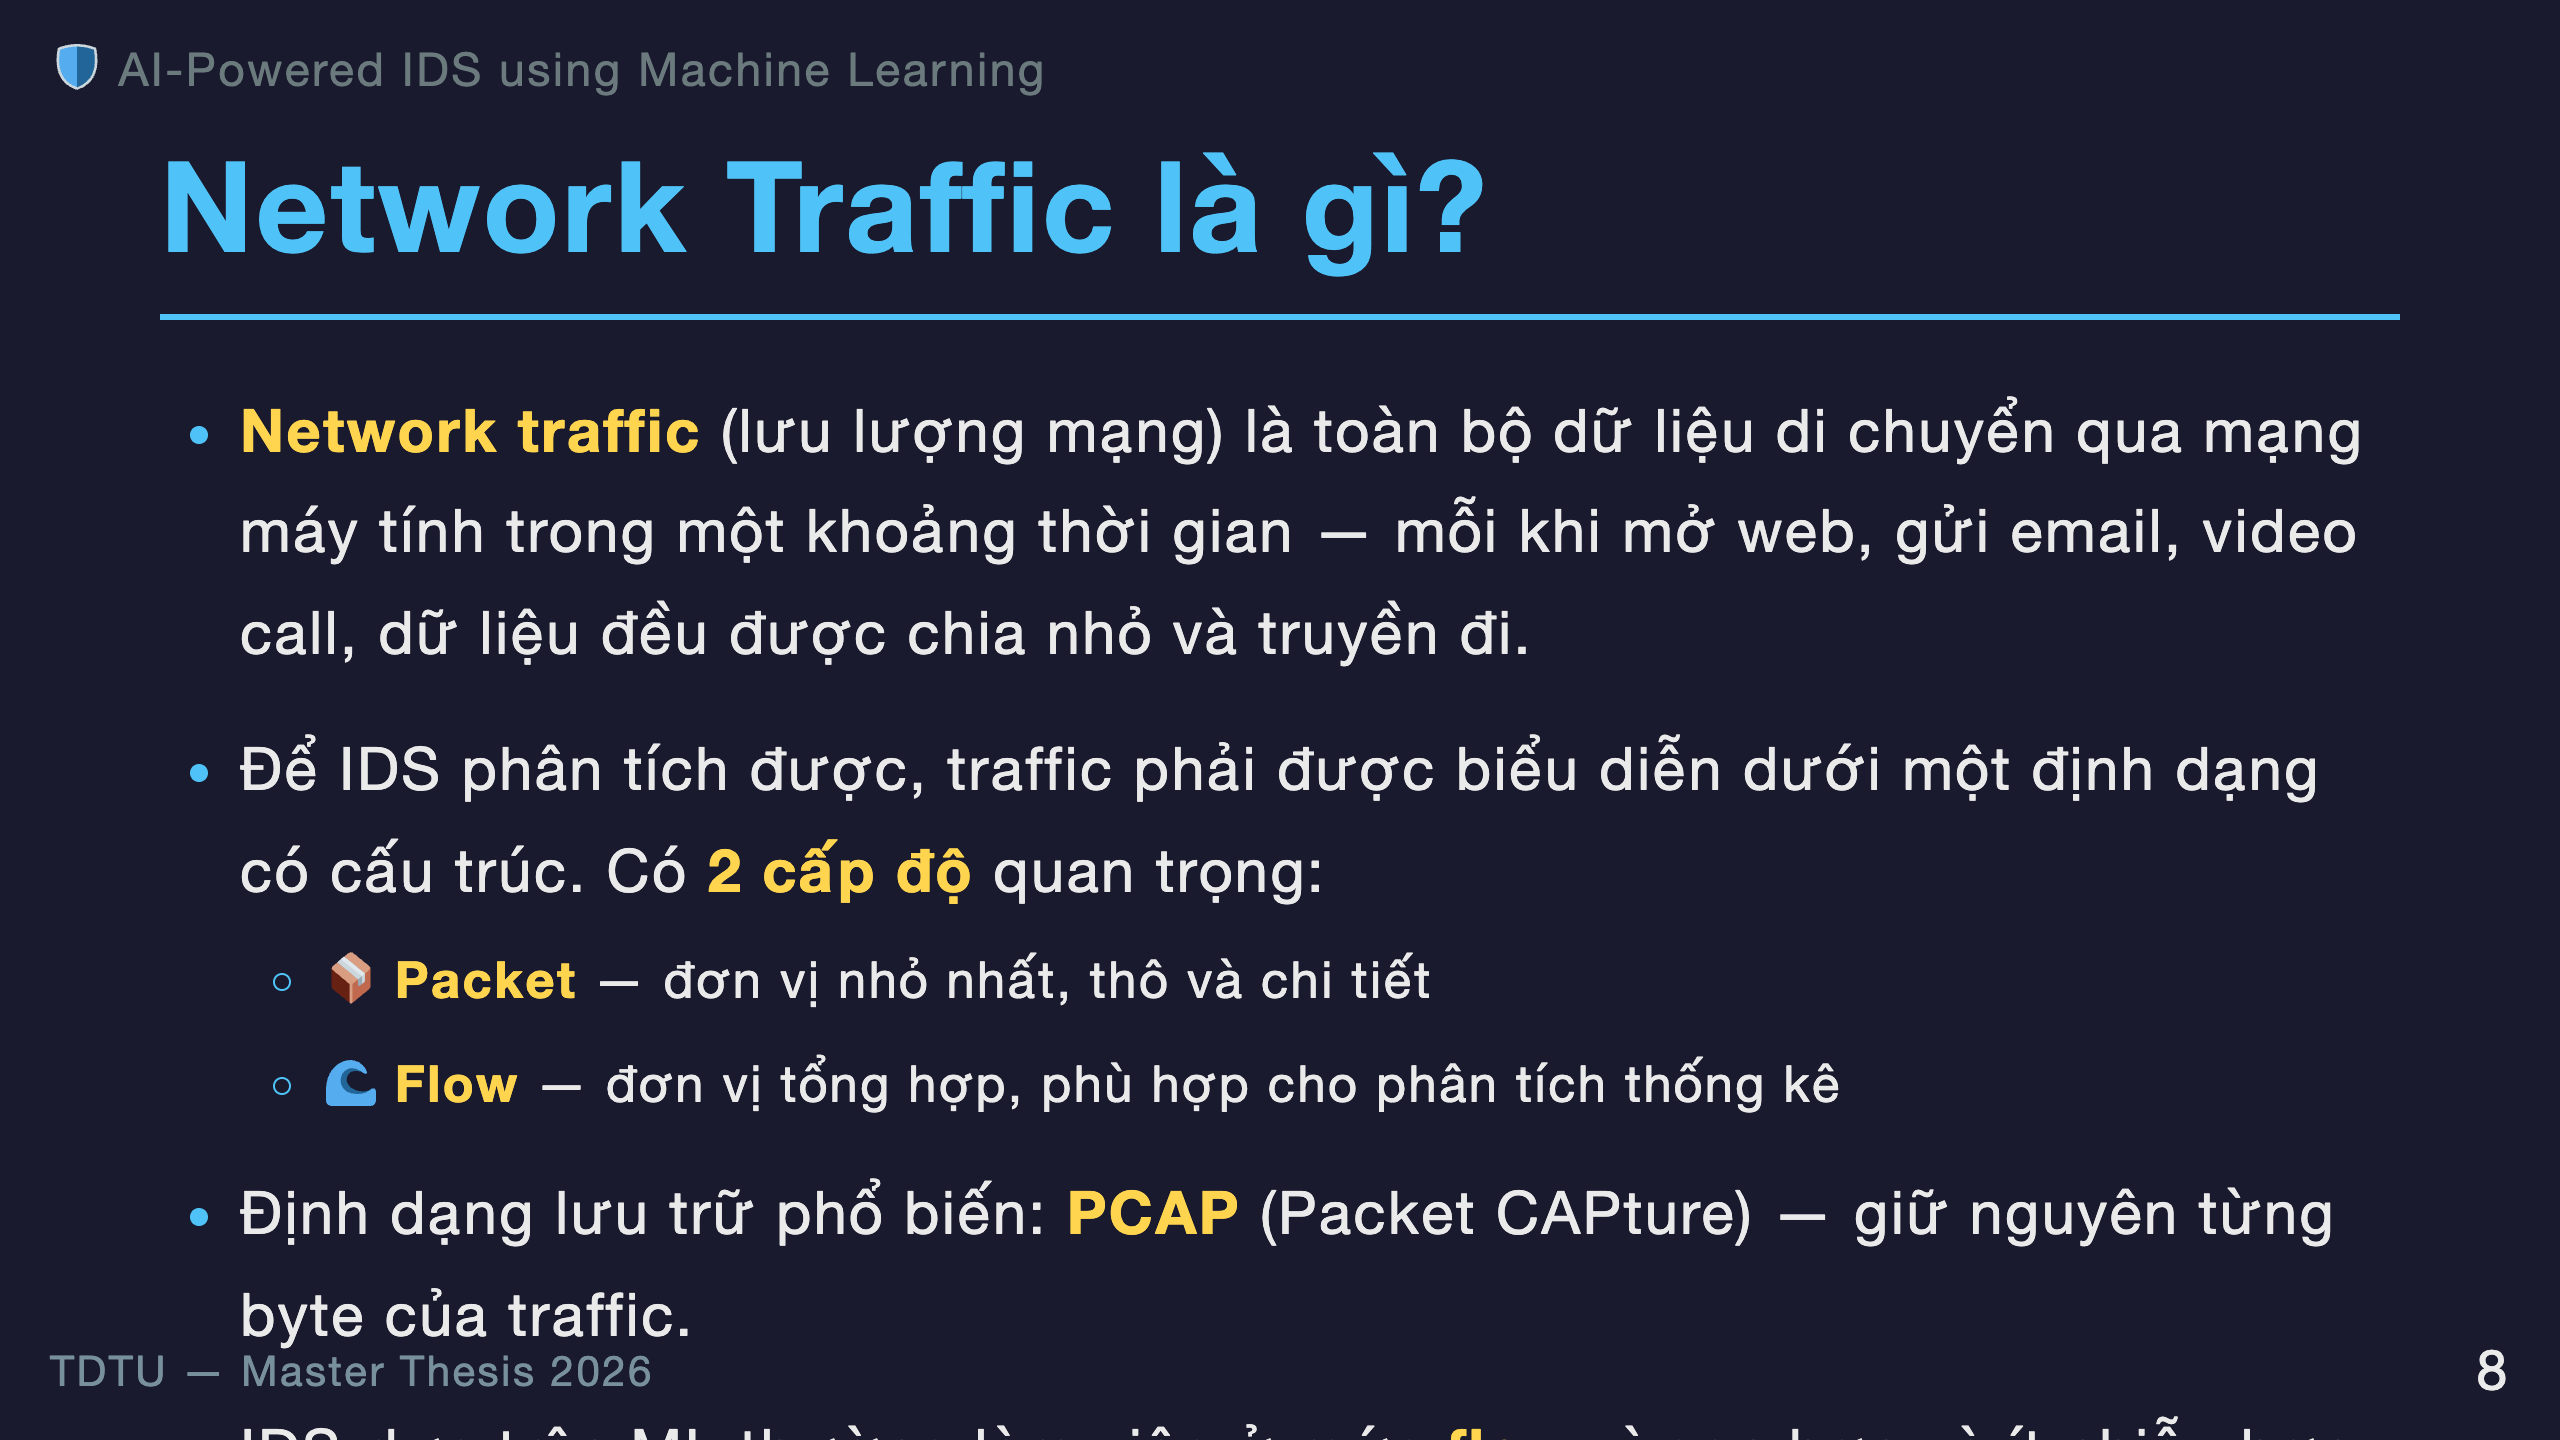 AI-Powered IDS using Machine Learning
Network Traffic là gì?
Network traffic (lưu lượng mạng) là toàn bộ dữ liệu di chuyển qua mạng
máy tính trong một khoảng thời gian — mỗi khi mở web, gửi email, video
call, dữ liệu đều được chia nhỏ và truyền đi.
Để IDS phân tích được, traffic phải được biểu diễn dưới một định dạng
có cấu trúc. Có 2 cấp độ quan trọng:
Packet — đơn vị nhỏ nhất, thô và chi tiết
Flow — đơn vị tổng hợp, phù hợp cho phân tích thống kê
Định dạng lưu trữ phổ biến: PCAP (Packet CAPture) — giữ nguyên từng
byte của traffic.
TDTU — Master Thesis 2026
8